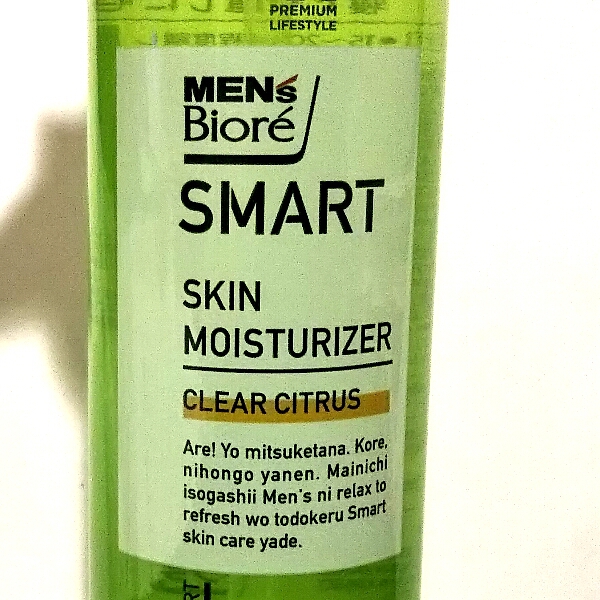 PREMIUM
LIFESTYLE
MEN's
Bioré
SMART
SKIN
MOISTURIZER
CLEAR CITRUS
Are! Yo mitsuketana. Kore,
nihongo yanen. Mainichi
isogashii Men's ni relax to
refresh wo todokeru Smart
skin care yade.